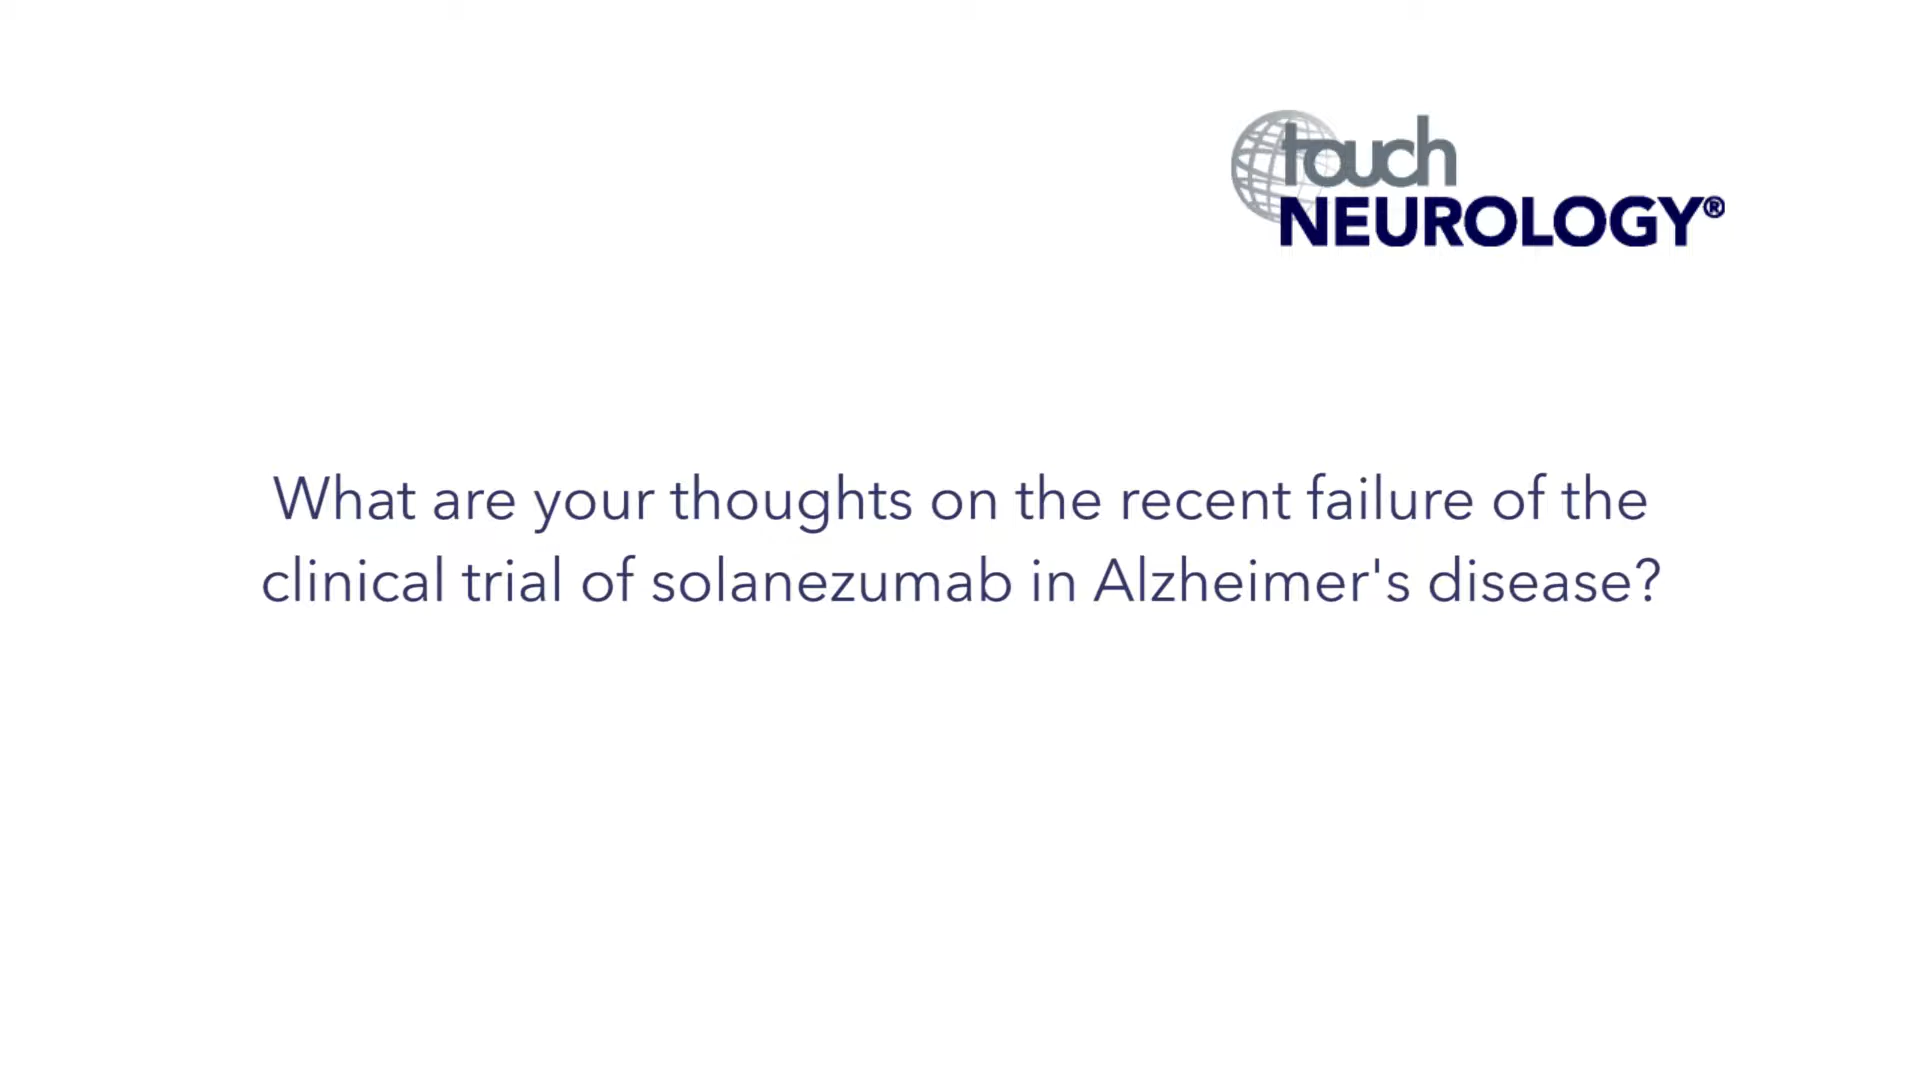 touch
NEUROLOGY®
What are your thoughts on the recent failure of the
clinical trial of solanezumab in Alzheimer's disease?